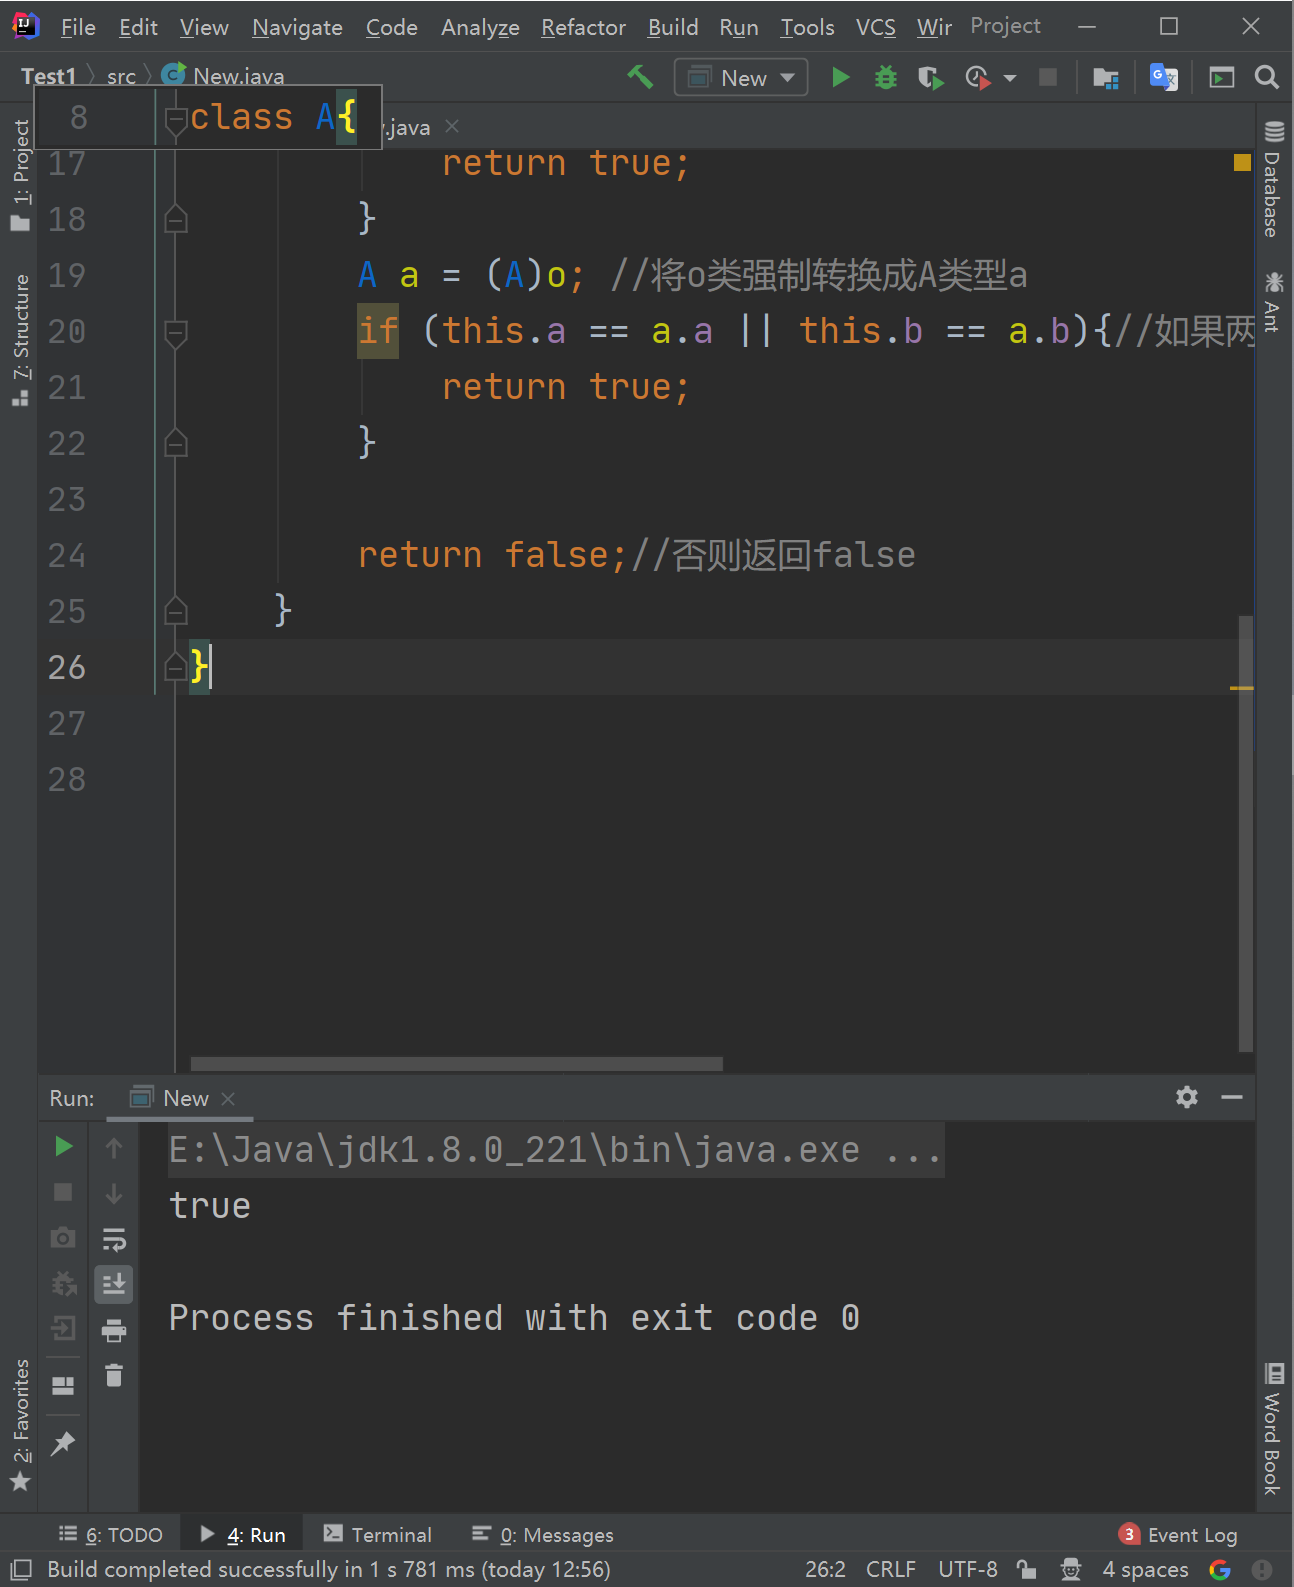 File Edit View Navigate Code Analyze Refactor Build Run Tools VCS Wir Project
Test1 src New.java New
8 class A{
.java
17 return true;
18 }
19 A a = (A)o; //将o类强制转换成A类型a
20 if (this.a == a.a || this.b == a.b){//如果两
21 return true;
22 }
23
24 return false;//否则返回false
25 }
26 }
27
28
1: Project
7: Structure
2: Favorites
Database
Ant
Word Book
Run: New
E:\Java\jdk1.8.0_221\bin\java.exe ...
true
Process finished with exit code 0
6: TODO 4: Run Terminal 0: Messages 3 Event Log
Build completed successfully in 1 s 781 ms (today 12:56) 26:2 CRLF UTF-8 4 spaces